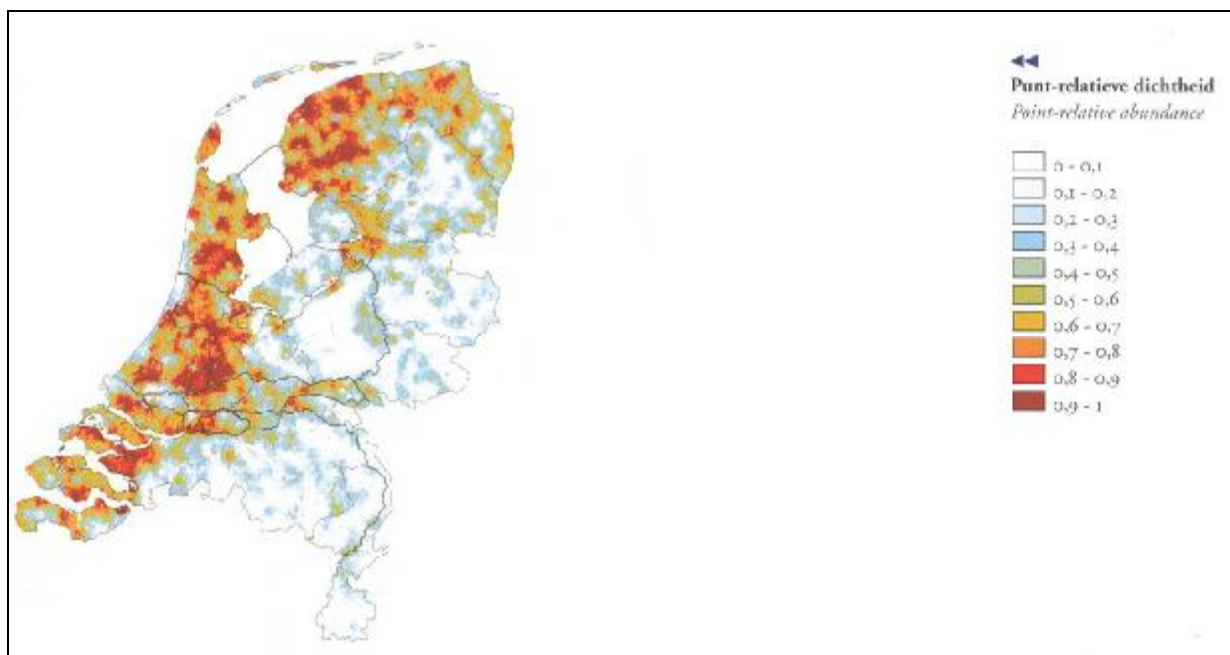 Punt-relatieve dichtheid
Point-relative abundance
0 - 0,1
0,1 - 0,2
0,2 - 0,3
0,3 - 0,4
0,4 - 0,5
0,5 - 0,6
0,6 - 0,7
0,7 - 0,8
0,8 - 0,9
0,9 - 1